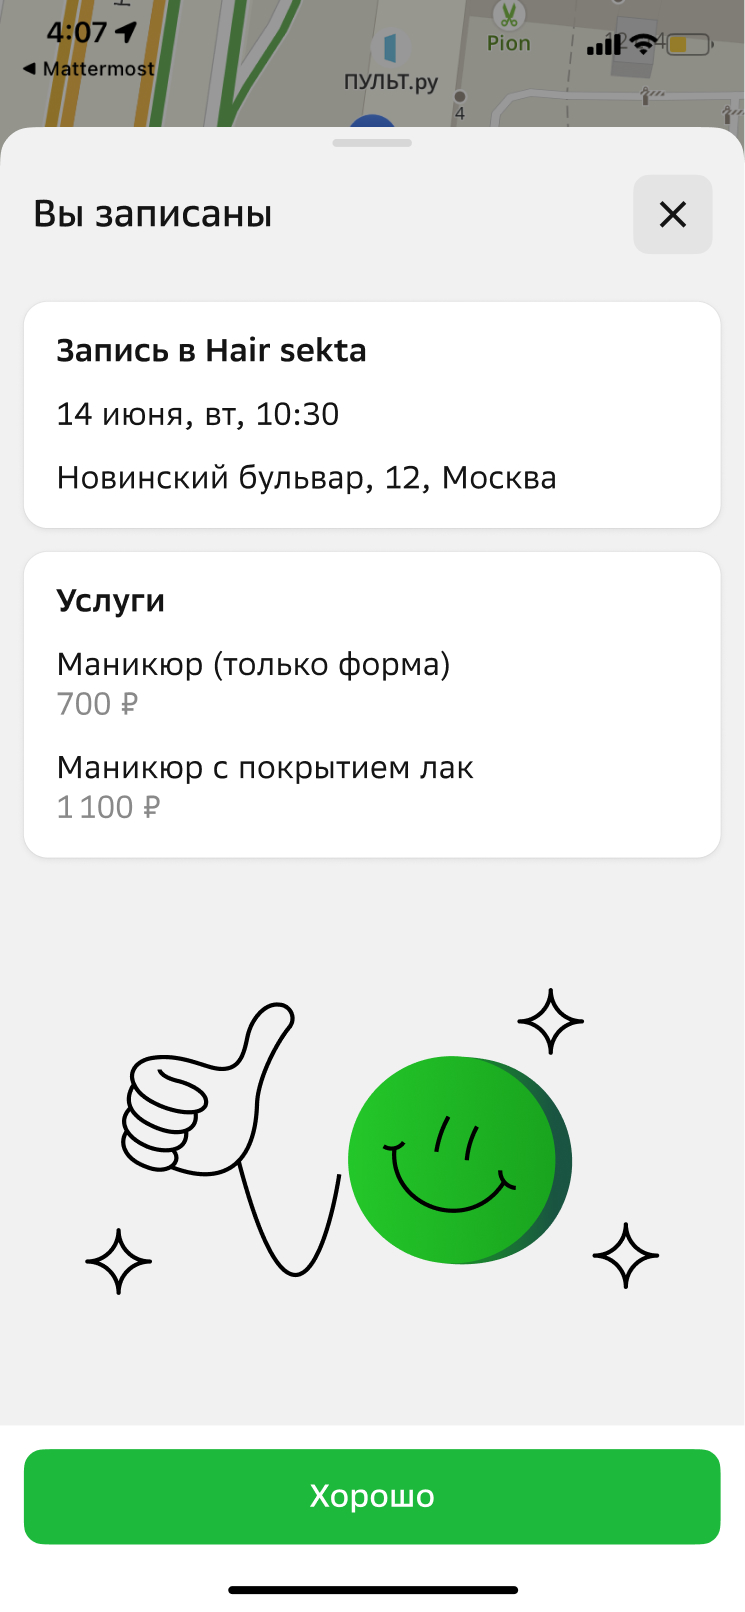 4:07
Mattermost
ПУЛЬТ.ру
Pion
4
Вы записаны
Запись в Hair sekta
14 июня, вт, 10:30
Новинский бульвар, 12, Москва
Услуги
Маникюр (только форма)
700 ₽
Маникюр с покрытием лак
1 100 ₽
Хорошо